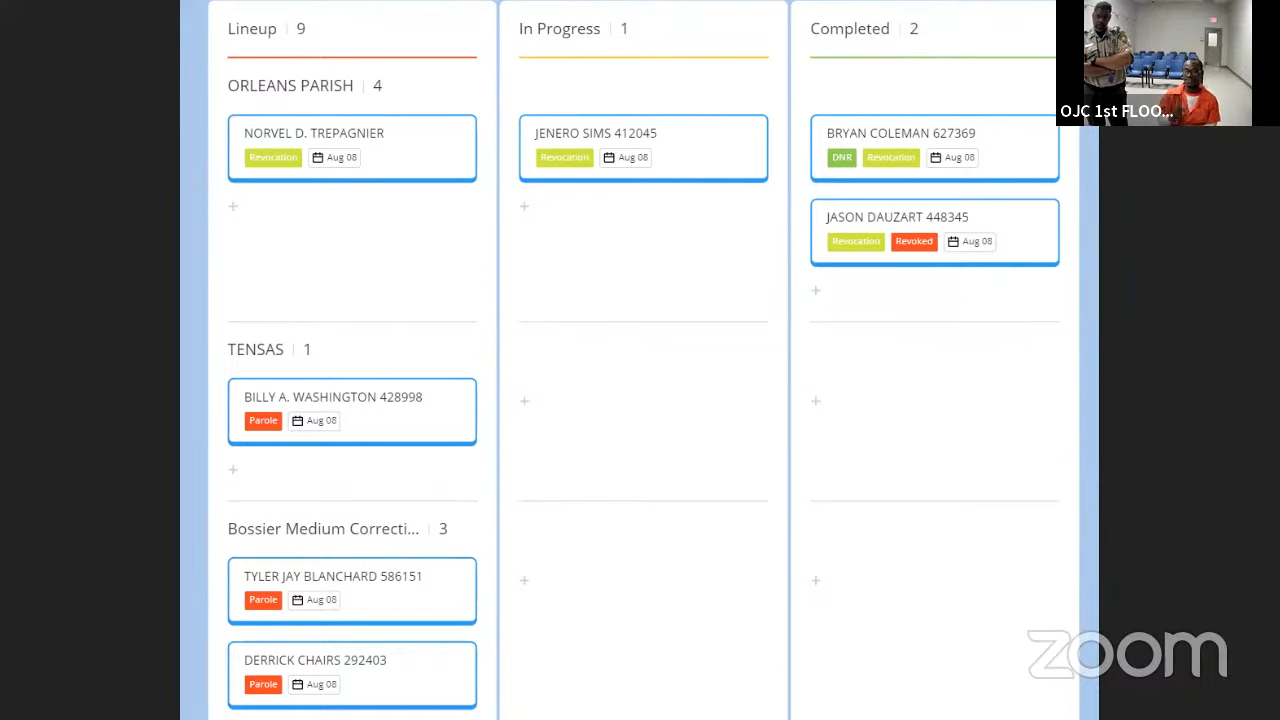 Lineup 9
In Progress 1
Completed 2
OJC 1st FLOO...
ORLEANS PARISH 4
NORVEL D. TREPAGNIER
Revocation Aug 08
JENERO SIMS 412045
Revocation Aug 08
BRYAN COLEMAN 627369
DNR Revocation Aug 08
JASON DAUZART 448345
Revocation Revoked Aug 08
+
+
+
TENSAS 1
BILLY A. WASHINGTON 428998
Parole Aug 08
+
+
+
Bossier Medium Correcti... 3
TYLER JAY BLANCHARD 586151
Parole Aug 08
+
+
DERRICK CHAIRS 292403
Parole Aug 08
zoom